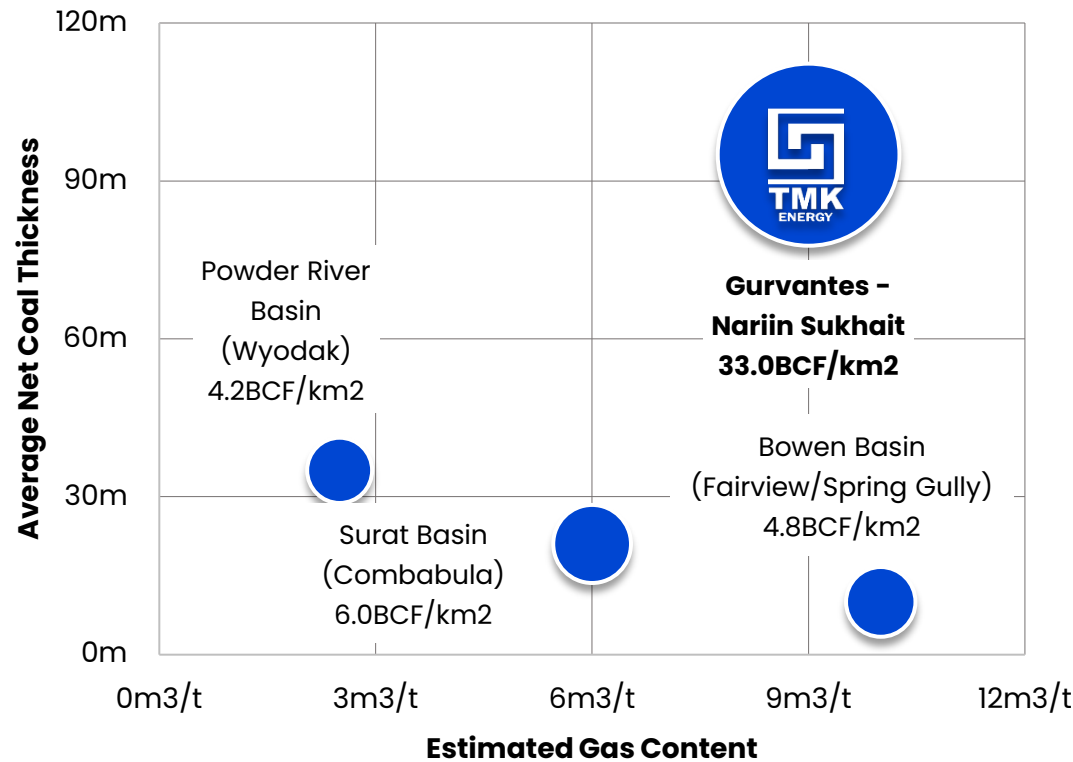 120m
90m
60m
30m
0m
Average Net Coal Thickness
TMK
ENERGY
Gurvantes -
Nariin Sukhait
33.0BCF/km2
Powder River
Basin
(Wyodak)
4.2BCF/km2
Bowen Basin
(Fairview/Spring Gully)
4.8BCF/km2
Surat Basin
(Combabula)
6.0BCF/km2
0m3/t
3m3/t
6m3/t
9m3/t
12m3/t
Estimated Gas Content